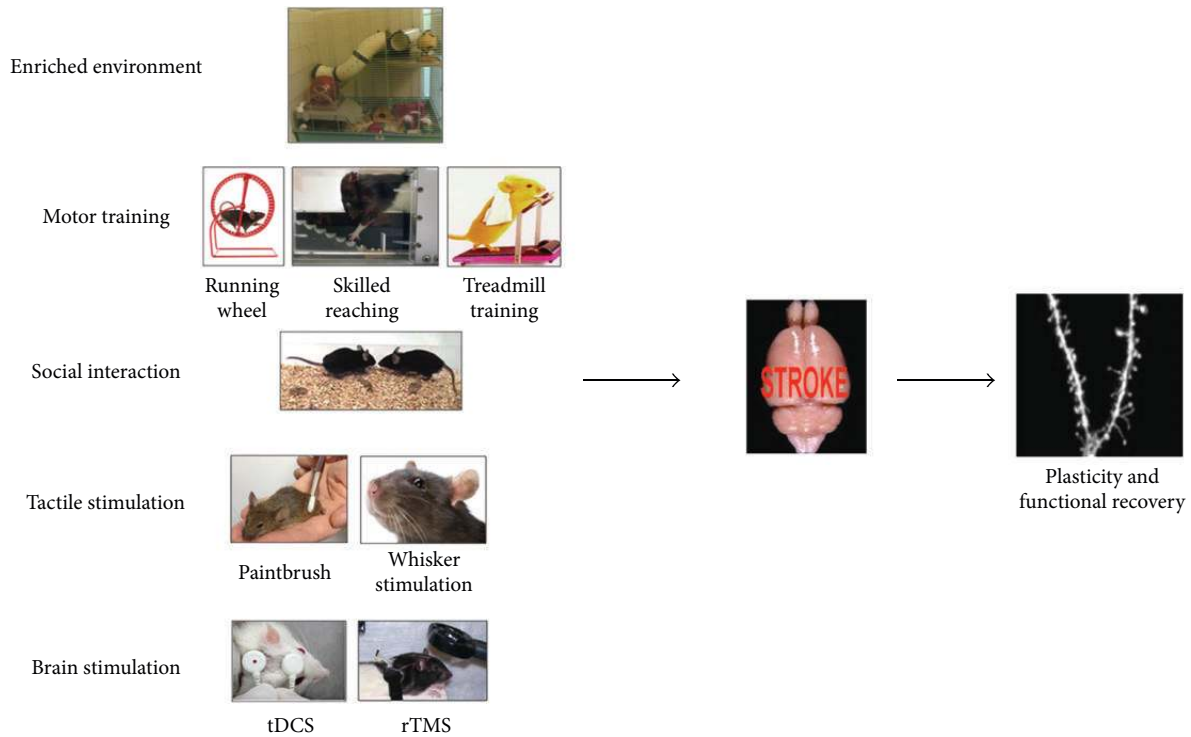 Enriched environment
Motor training
Running
wheel
Skilled
reaching
Treadmill
training
Social interaction
STROKE
Plasticity and
functional recovery
Tactile stimulation
Paintbrush
Whisker
stimulation
Brain stimulation
tDCS
rTMS